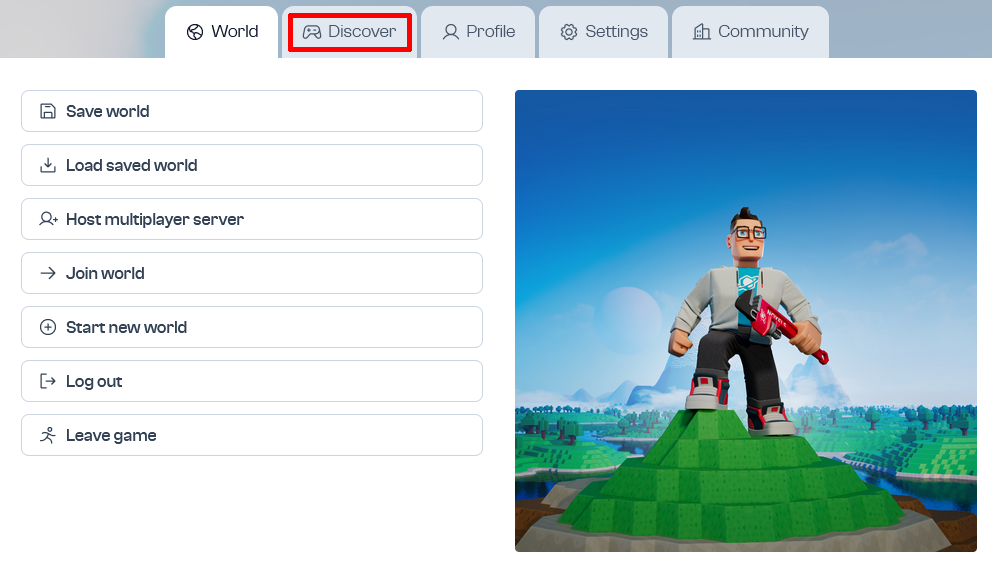 World
Discover
Profile
Settings
Community
Save world
Load saved world
Host multiplayer server
Join world
Start new world
Log out
Leave game